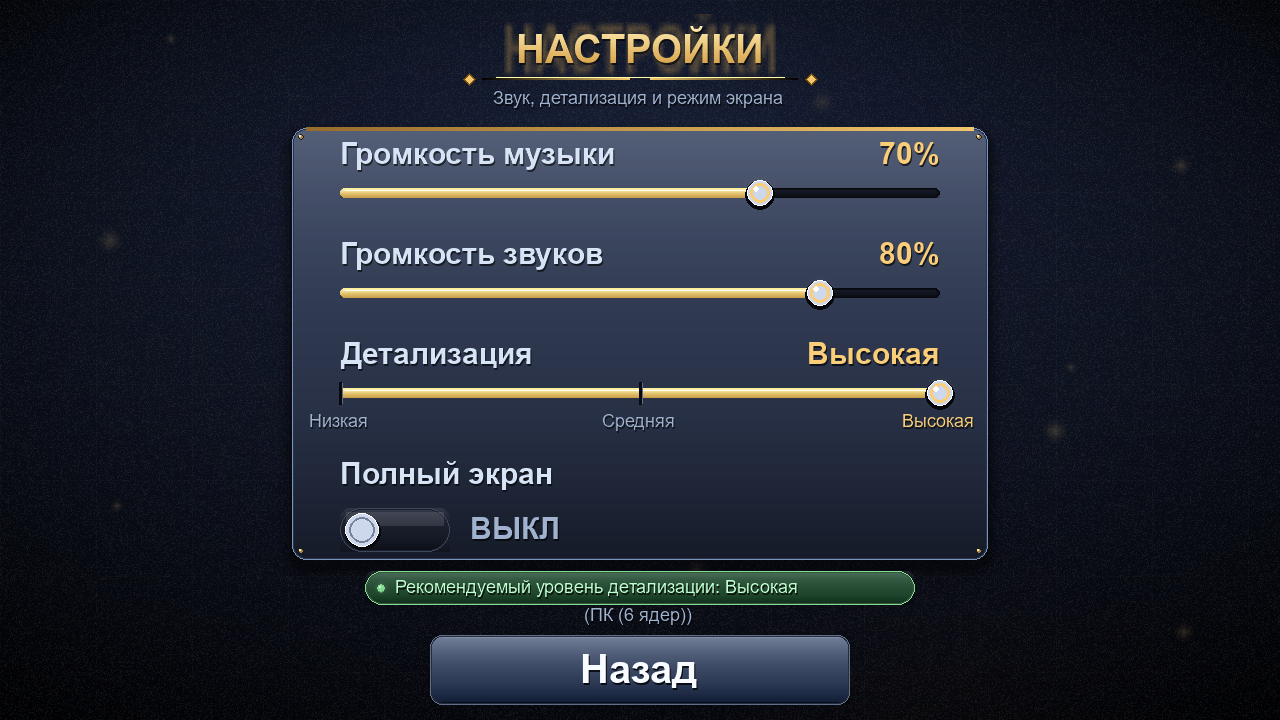 НАСТРОЙКИ
Звук, детализация и режим экрана
Громкость музыки 70%
Громкость звуков 80%
Детализация Высокая
Низкая Средняя Высокая
Полный экран
ВЫКЛ
Рекомендуемый уровень детализации: Высокая
(ПК (6 ядер))
Назад